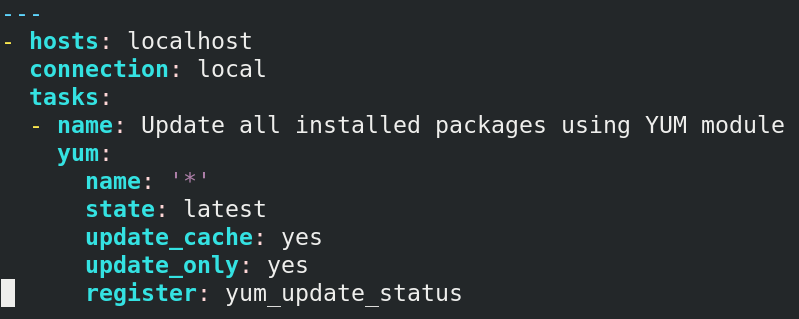 ---
- hosts: localhost
  connection: local
  tasks:
  - name: Update all installed packages using YUM module
    yum:
      name: '*'
      state: latest
      update_cache: yes
      update_only: yes
      register: yum_update_status